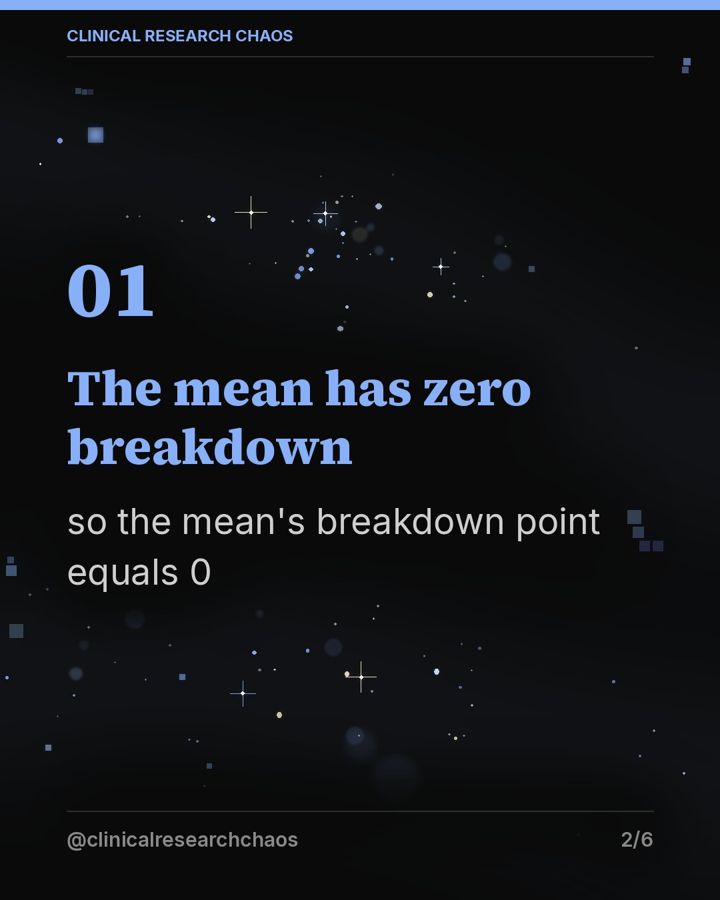 CLINICAL RESEARCH CHAOS
01
The mean has zero
breakdown
so the mean's breakdown point
equals 0
@clinicalresearchchaos
2/6